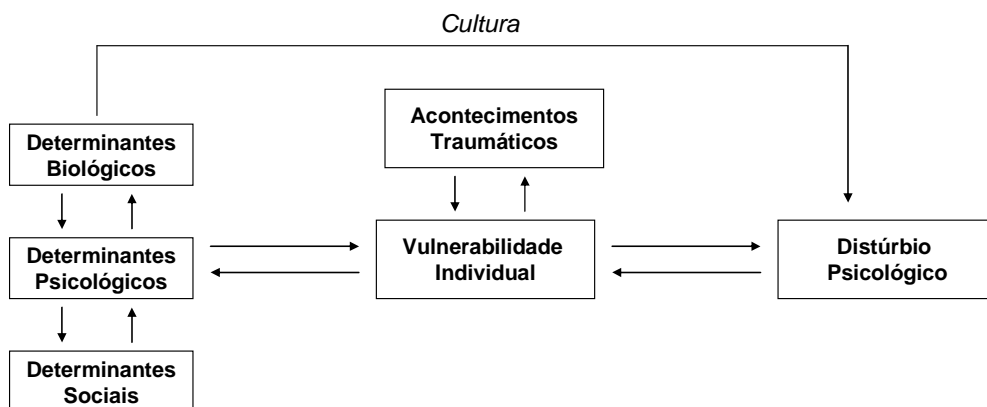 Cultura
Acontecimentos
Traumáticos
Determinantes
Biológicos
Determinantes
Psicológicos
Vulnerabilidade
Individual
Distúrbio
Psicológico
Determinantes
Sociais